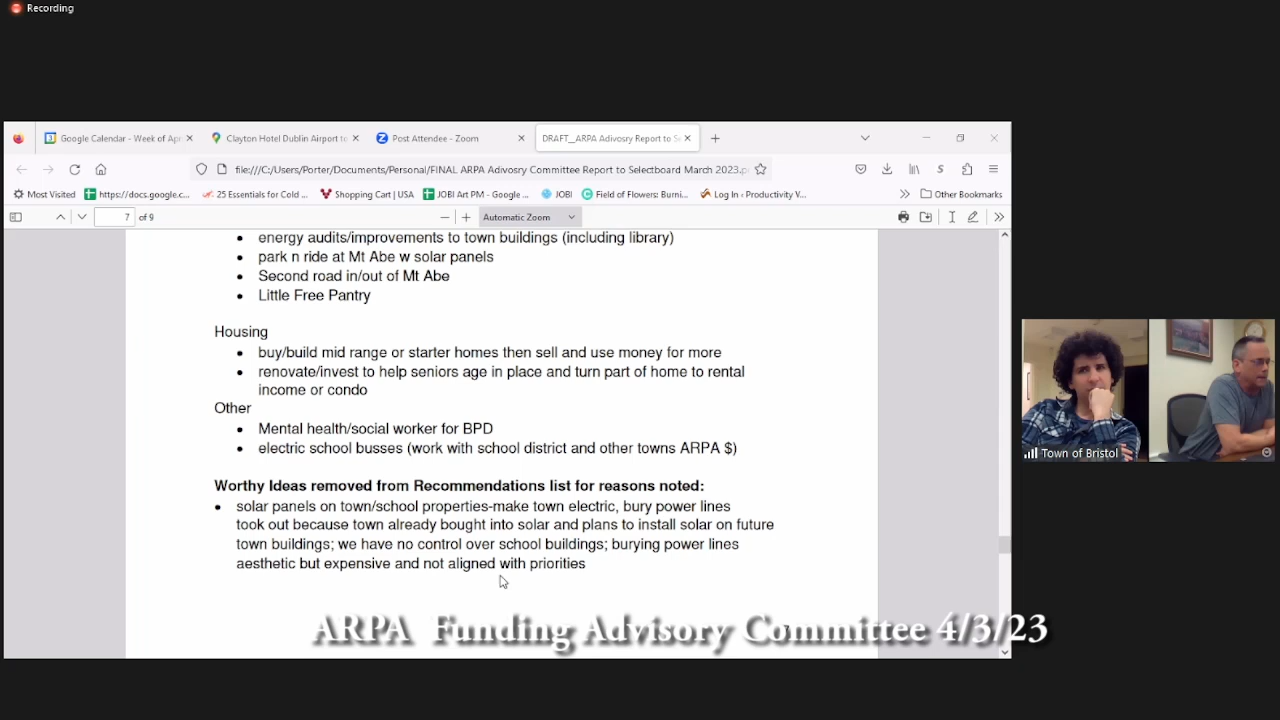 Recording
Google Calendar - Week of Apr
Clayton Hotel Dublin Airport to
Post Attendee - Zoom
DRAFT__ARPA Adivosry Report to Se
file:///C:/Users/Porter/Documents/Personal/FINAL ARPA Adivosry Committee Report to Selectboard March 2023.p
Most Visited
https://docs.google.c...
25 Essentials for Cold ...
Shopping Cart | USA
JOBI Art PM - Google ...
JOBI
Field of Flowers: Burni...
Log In ‹ Productivity V...
Other Bookmarks
7 of 9
Automatic Zoom
• energy audits/improvements to town buildings (including library)
• park n ride at Mt Abe w solar panels
• Second road in/out of Mt Abe
• Little Free Pantry
Housing
• buy/build mid range or starter homes then sell and use money for more
• renovate/invest to help seniors age in place and turn part of home to rental
income or condo
Other
• Mental health/social worker for BPD
• electric school busses (work with school district and other towns ARPA $)
Worthy Ideas removed from Recommendations list for reasons noted:
• solar panels on town/school properties-make town electric, bury power lines
took out because town already bought into solar and plans to install solar on future
town buildings; we have no control over school buildings; burying power lines
aesthetic but expensive and not aligned with priorities
Town of Bristol
ARPA Funding Advisory Committee 4/3/23